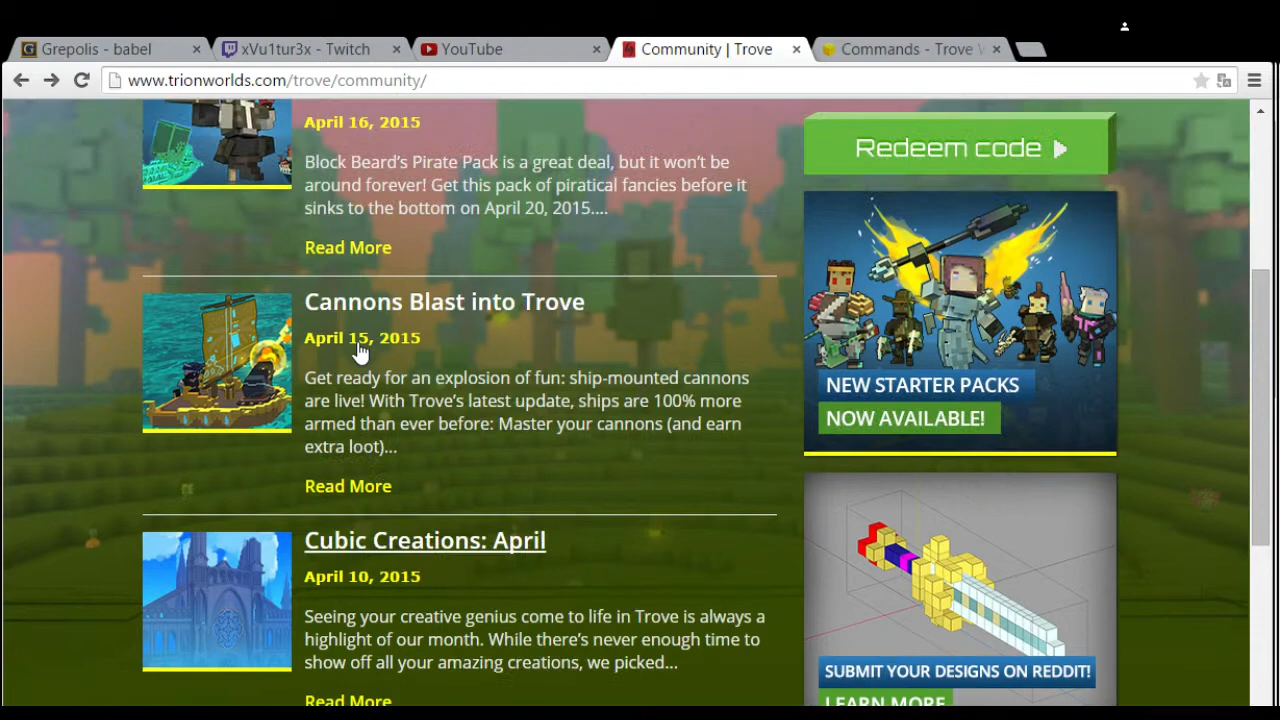 Grepolis - babel
xVu1tur3x - Twitch
YouTube
Community | Trove
Commands - Trove W
www.trionworlds.com/trove/community/
April 16, 2015
Block Beard’s Pirate Pack is a great deal, but it won’t be
around forever! Get this pack of piratical fancies before it
sinks to the bottom on April 20, 2015....
Read More
Cannons Blast into Trove
April 15, 2015
Get ready for an explosion of fun: ship-mounted cannons
are live! With Trove’s latest update, ships are 100% more
armed than ever before: Master your cannons (and earn
extra loot)...
Read More
Cubic Creations: April
April 10, 2015
Seeing your creative genius come to life in Trove is always a
highlight of our month. While there’s never enough time to
show off all your amazing creations, we picked...
Read More
Redeem code
NEW STARTER PACKS
NOW AVAILABLE!
SUBMIT YOUR DESIGNS ON REDDIT!
LEARN MORE